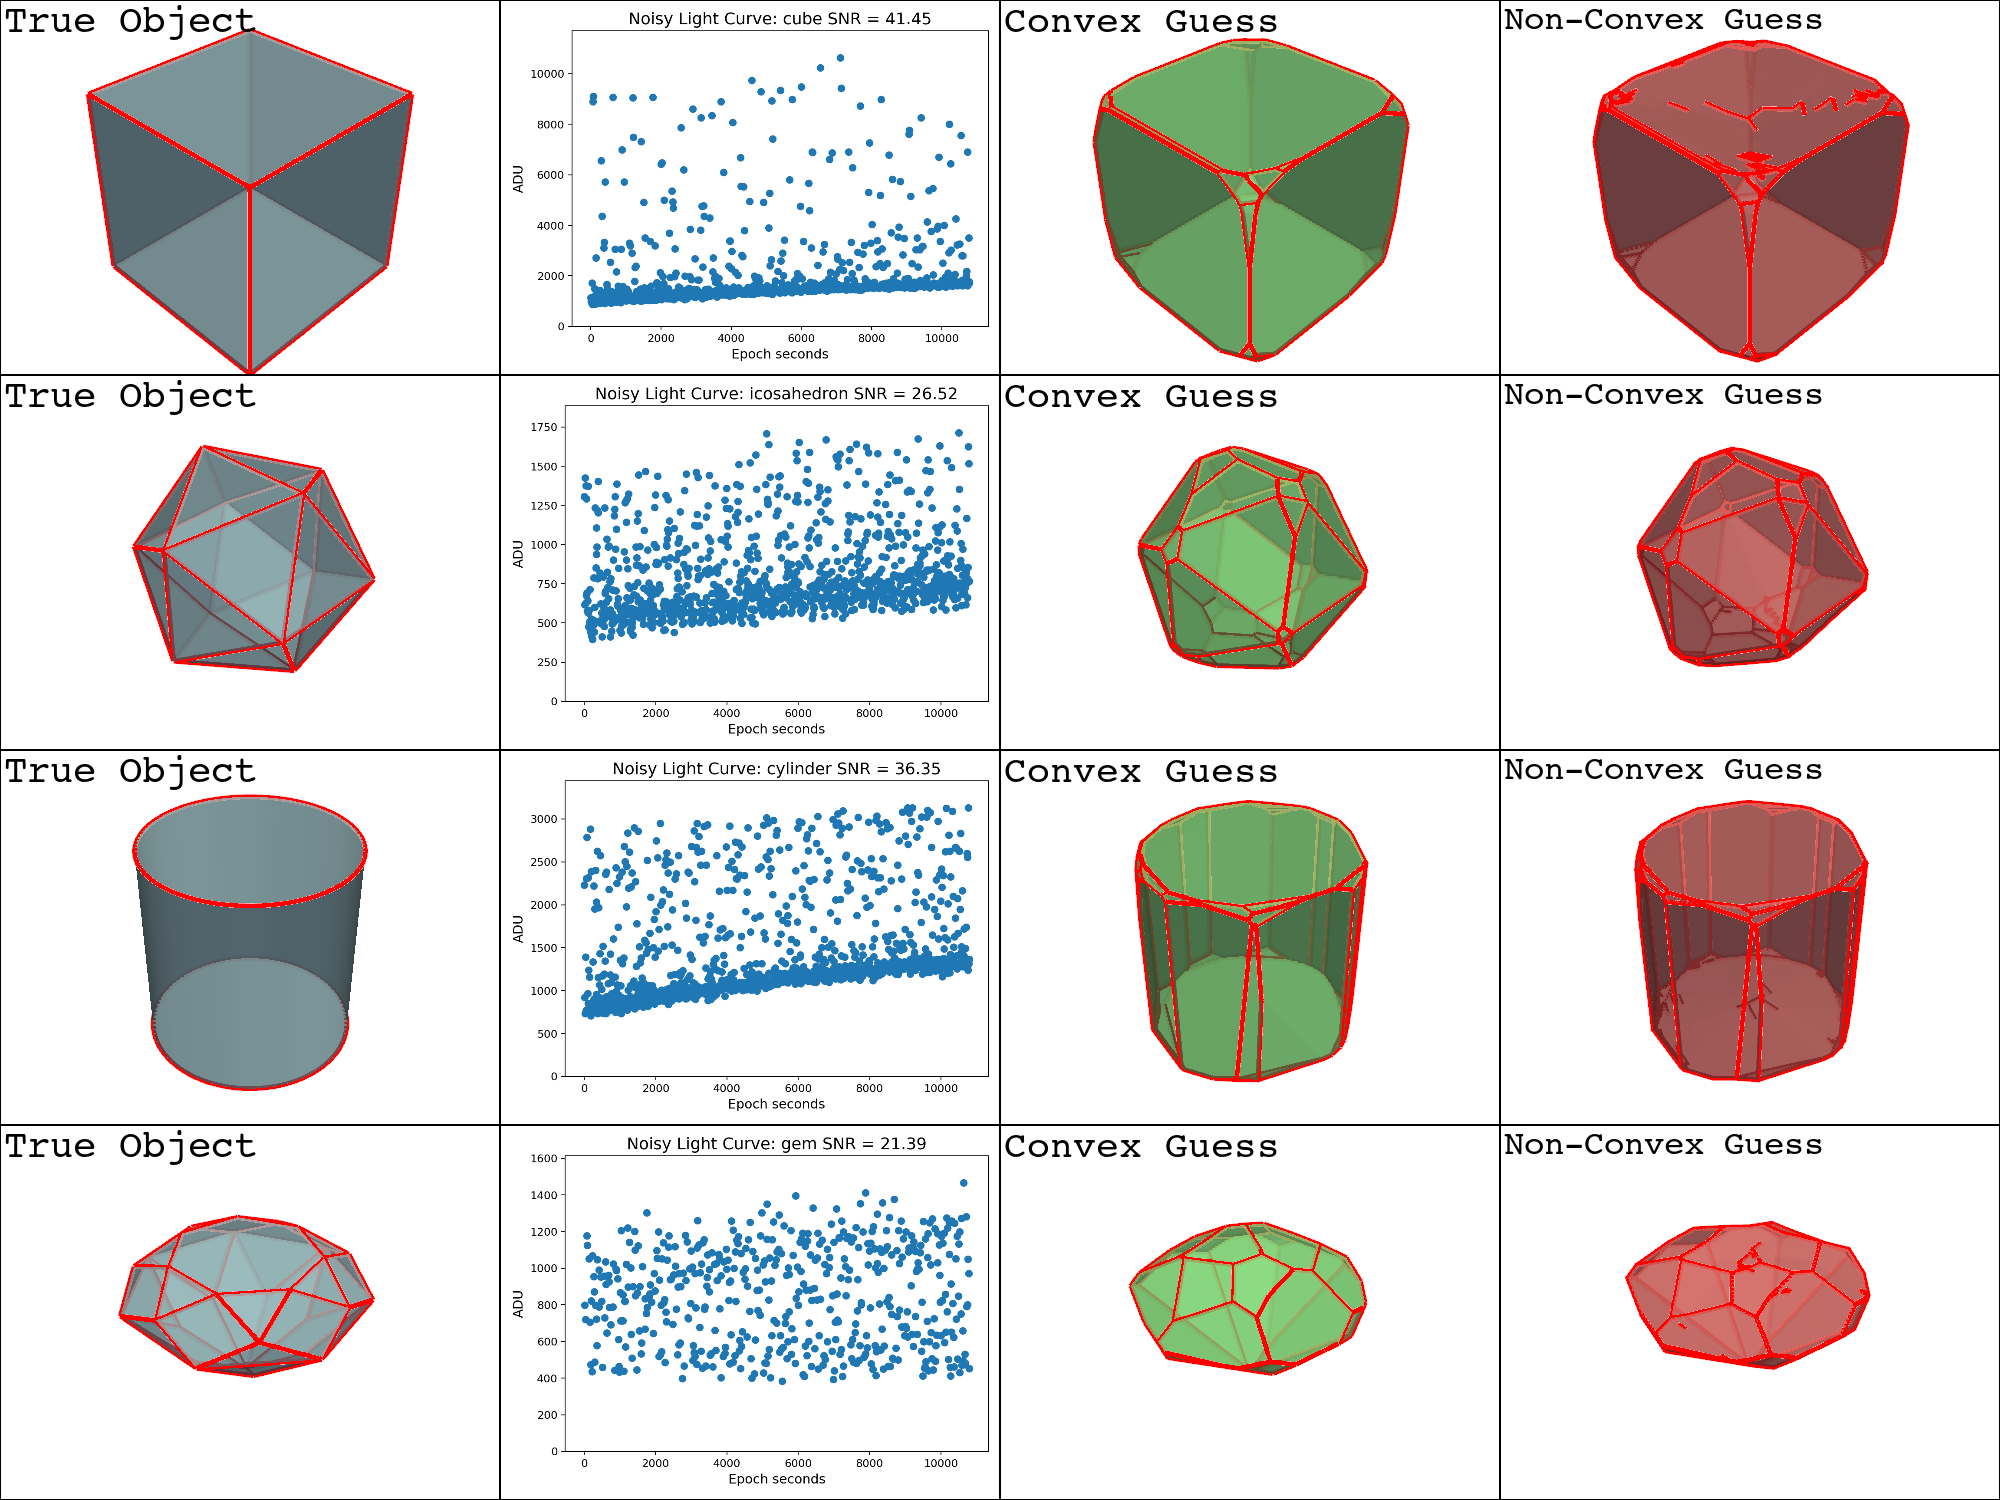 True Object
Noisy Light Curve: cube SNR = 41.45
Convex Guess
Non-Convex Guess
10000
8000
6000
4000
2000
0
ADU
0 2000 4000 6000 8000 10000
Epoch seconds
True Object
Noisy Light Curve: icosahedron SNR = 26.52
Convex Guess
Non-Convex Guess
1750
1500
1250
1000
750
500
250
0
ADU
0 2000 4000 6000 8000 10000
Epoch seconds
True Object
Noisy Light Curve: cylinder SNR = 36.35
Convex Guess
Non-Convex Guess
3000
2500
2000
1500
1000
500
0
ADU
0 2000 4000 6000 8000 10000
Epoch seconds
True Object
Noisy Light Curve: gem SNR = 21.39
Convex Guess
Non-Convex Guess
1600
1400
1200
1000
800
600
400
200
0
ADU
0 2000 4000 6000 8000 10000
Epoch seconds